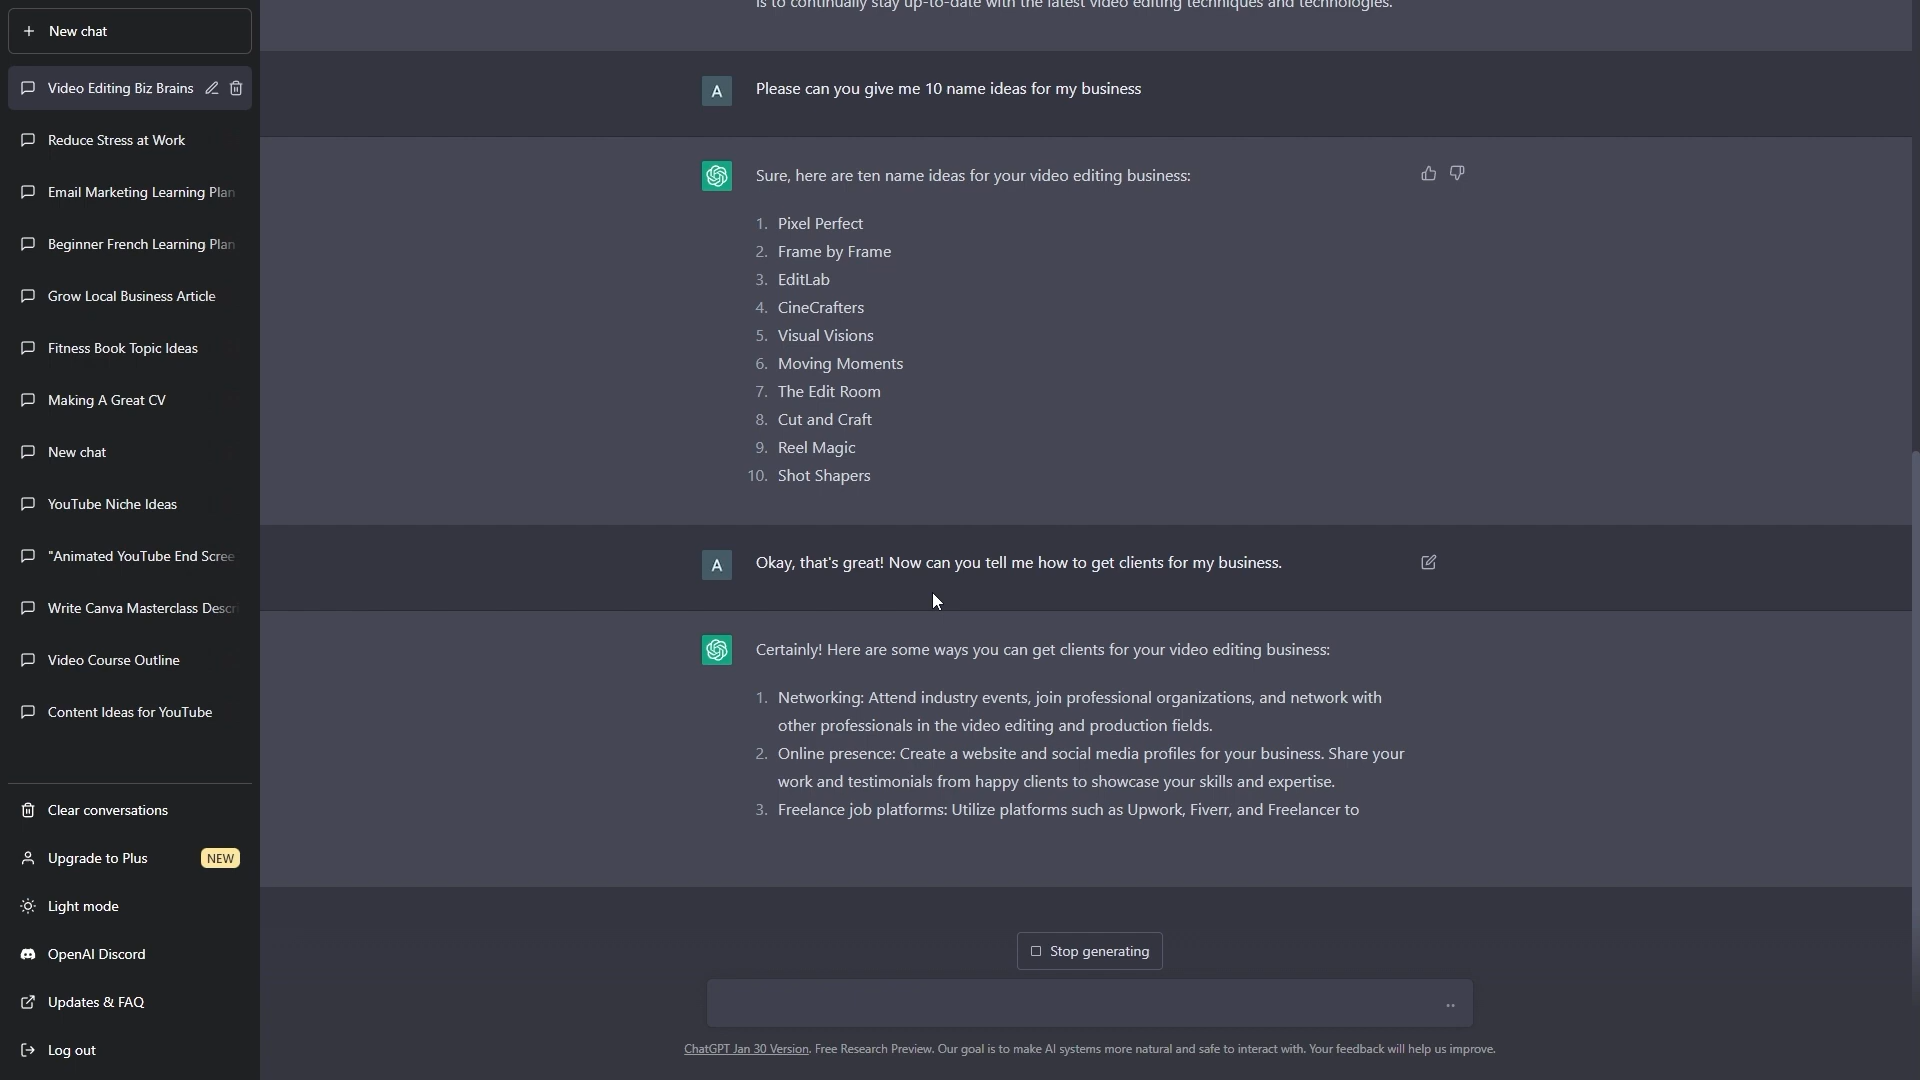 New chat
Video Editing Biz Brains
Reduce Stress at Work
Email Marketing Learning Plan
Beginner French Learning Plan
Grow Local Business Article
Fitness Book Topic Ideas
Making A Great CV
New chat
YouTube Niche Ideas
"Animated YouTube End Scree
Write Canva Masterclass Descri
Video Course Outline
Content Ideas for YouTube
Clear conversations
Upgrade to Plus NEW
Light mode
OpenAI Discord
Updates & FAQ
Log out
is to continually stay up-to-date with the latest video editing techniques and technologies.
A Please can you give me 10 name ideas for my business
Sure, here are ten name ideas for your video editing business:
1. Pixel Perfect
2. Frame by Frame
3. EditLab
4. CineCrafters
5. Visual Visions
6. Moving Moments
7. The Edit Room
8. Cut and Craft
9. Reel Magic
10. Shot Shapers
A Okay, that's great! Now can you tell me how to get clients for my business.
Certainly! Here are some ways you can get clients for your video editing business:
1. Networking: Attend industry events, join professional organizations, and network with
other professionals in the video editing and production fields.
2. Online presence: Create a website and social media profiles for your business. Share your
work and testimonials from happy clients to showcase your skills and expertise.
3. Freelance job platforms: Utilize platforms such as Upwork, Fiverr, and Freelancer to
Stop generating
ChatGPT Jan 30 Version. Free Research Preview. Our goal is to make AI systems more natural and safe to interact with. Your feedback will help us improve.